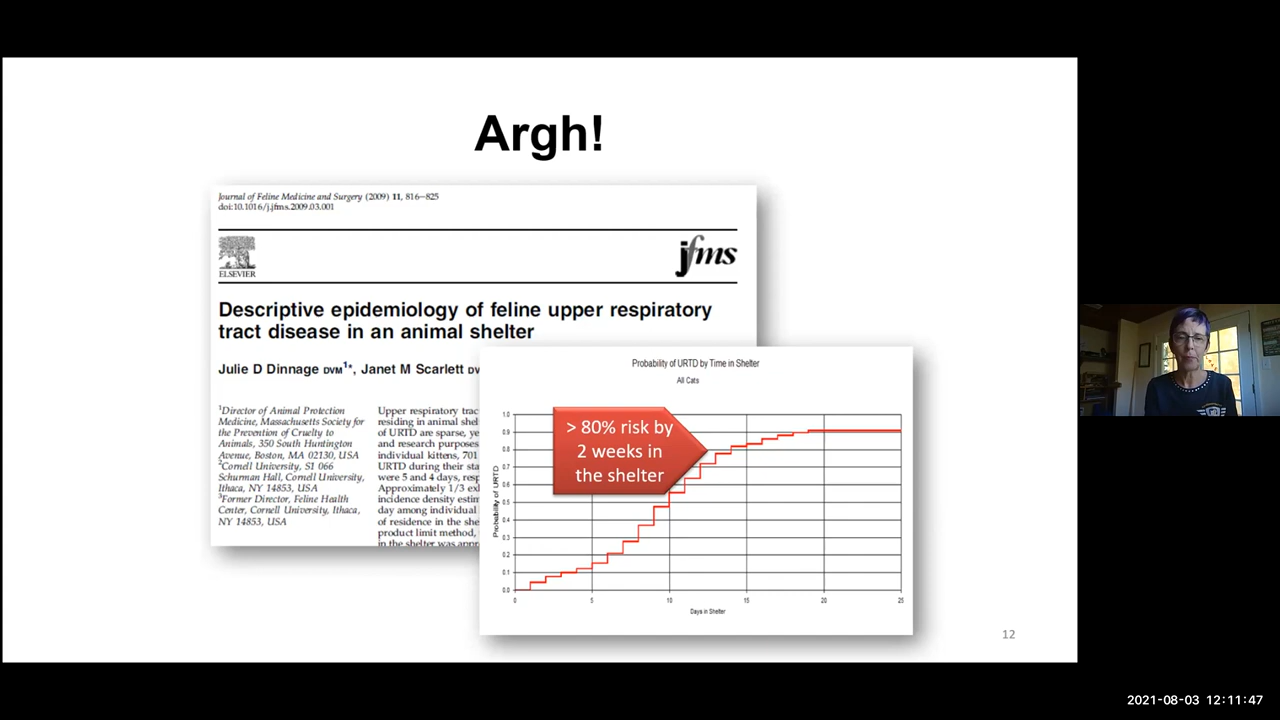 Argh!
Journal of Feline Medicine and Surgery (2009) 11, 816–825
doi:10.1016/j.jfms.2009.03.001
ELSEVIER
jfms
Descriptive epidemiology of feline upper respiratory
tract disease in an animal shelter
Julie D Dinnage DVM1*, Janet M Scarlett
1Director of Animal Protection
Medicine, Massachusetts Society for
the Prevention of Cruelty to
Animals, 350 South Huntington
Avenue, Boston, MA 02130, USA
2Cornell University, S1 066
Schurman Hall, Cornell University,
Ithaca, NY 14853, USA
3Former Director, Feline Health
Center, Cornell University, Ithaca,
NY 14853, USA
Upper respiratory
residing in animal
of URTD are sparse,
and research purposes
individual kittens, 701
URTD during their
were 5 and 4 days,
Approximately 1/3
incidence density
day among individual
of residence in the
product limit method,
in the shelter was
Probability of URTD by Time in Shelter
All Cats
> 80% risk by
2 weeks in
the shelter
Probability of URTD
1.0
0.9
0.8
0.7
0.6
0.5
0.4
0.3
0.2
0.1
0.0
0 5 10 15 20 25
Days in Shelter
12
2021-08-03 12:11:47